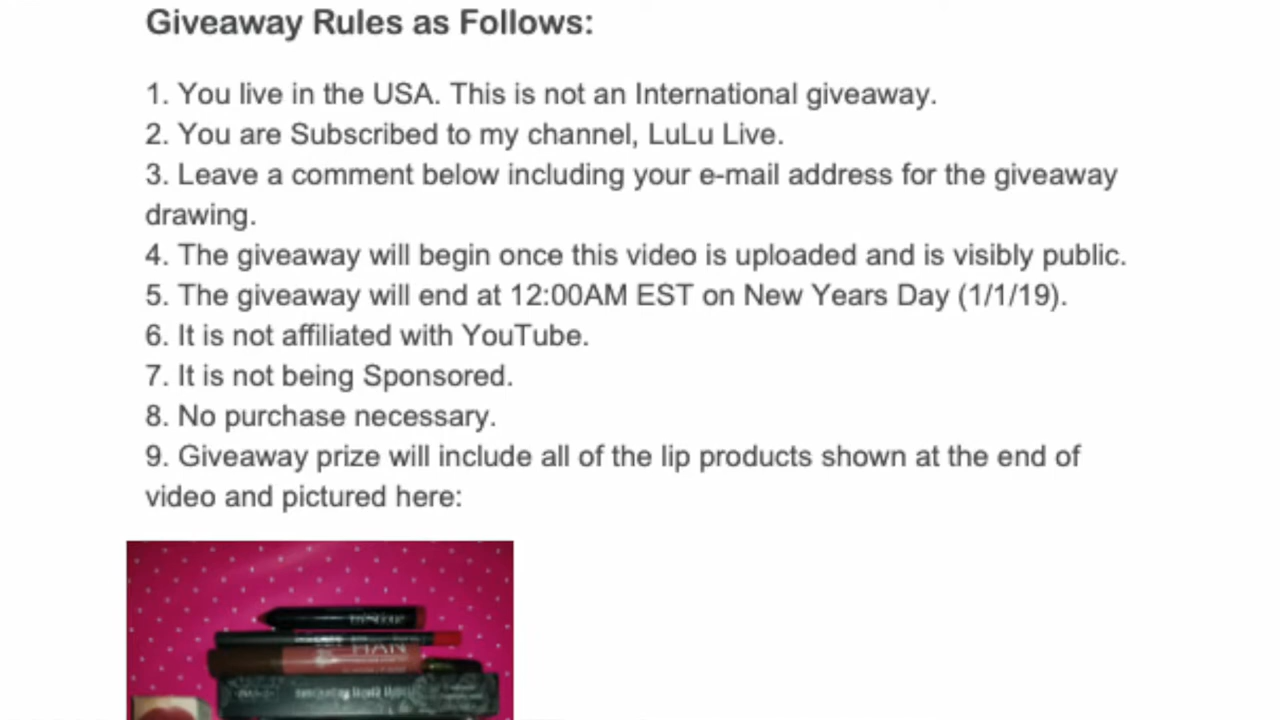 Giveaway Rules as Follows:
1. You live in the USA. This is not an International giveaway.
2. You are Subscribed to my channel, LuLu Live.
3. Leave a comment below including your e-mail address for the giveaway
drawing.
4. The giveaway will begin once this video is uploaded and is visibly public.
5. The giveaway will end at 12:00AM EST on New Years Day (1/1/19).
6. It is not affiliated with YouTube.
7. It is not being Sponsored.
8. No purchase necessary.
9. Giveaway prize will include all of the lip products shown at the end of
video and pictured here:
HAN